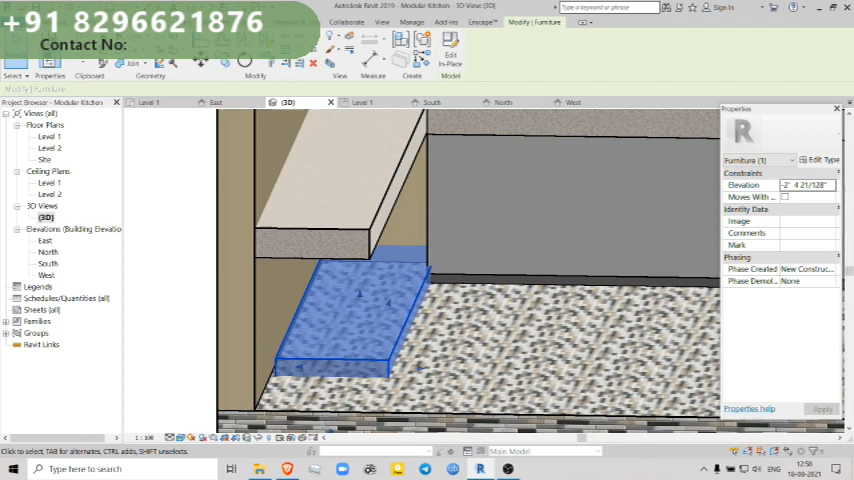 +91 8296621876
Contact No:
Autodesk Revit 2019 - Modular Kitchen - 3D View: {3D}
Type a keyword or phrase
Sign In
Collaborate View Manage Add-Ins Enscape™ Modify | Furniture
Join
Edit
In-Place
Select Properties Clipboard Geometry Modify View Measure Create Model
Modify | Furniture
Project Browser - Modular Kitchen
Level 1 East {3D} Level 1 South North West
Views (all)
Floor Plans
Level 1
Level 2
Site
Ceiling Plans
Level 1
Level 2
3D Views
{3D}
Elevations (Building Elevatio
East
North
South
West
Legends
Schedules/Quantities (all)
Sheets (all)
Families
Groups
Revit Links
Properties
R
Furniture (1) Edit Type
Constraints
Elevation -2' 4 21/128"
Moves With ...
Identity Data
Image
Comments
Mark
Phasing
Phase Created New Construc...
Phase Demol... None
Properties help Apply
1 : 100
Click to select, TAB for alternates, CTRL adds, SHIFT unselects.
:0
Main Model
Type here to search
ENG
12:56
18-08-2021